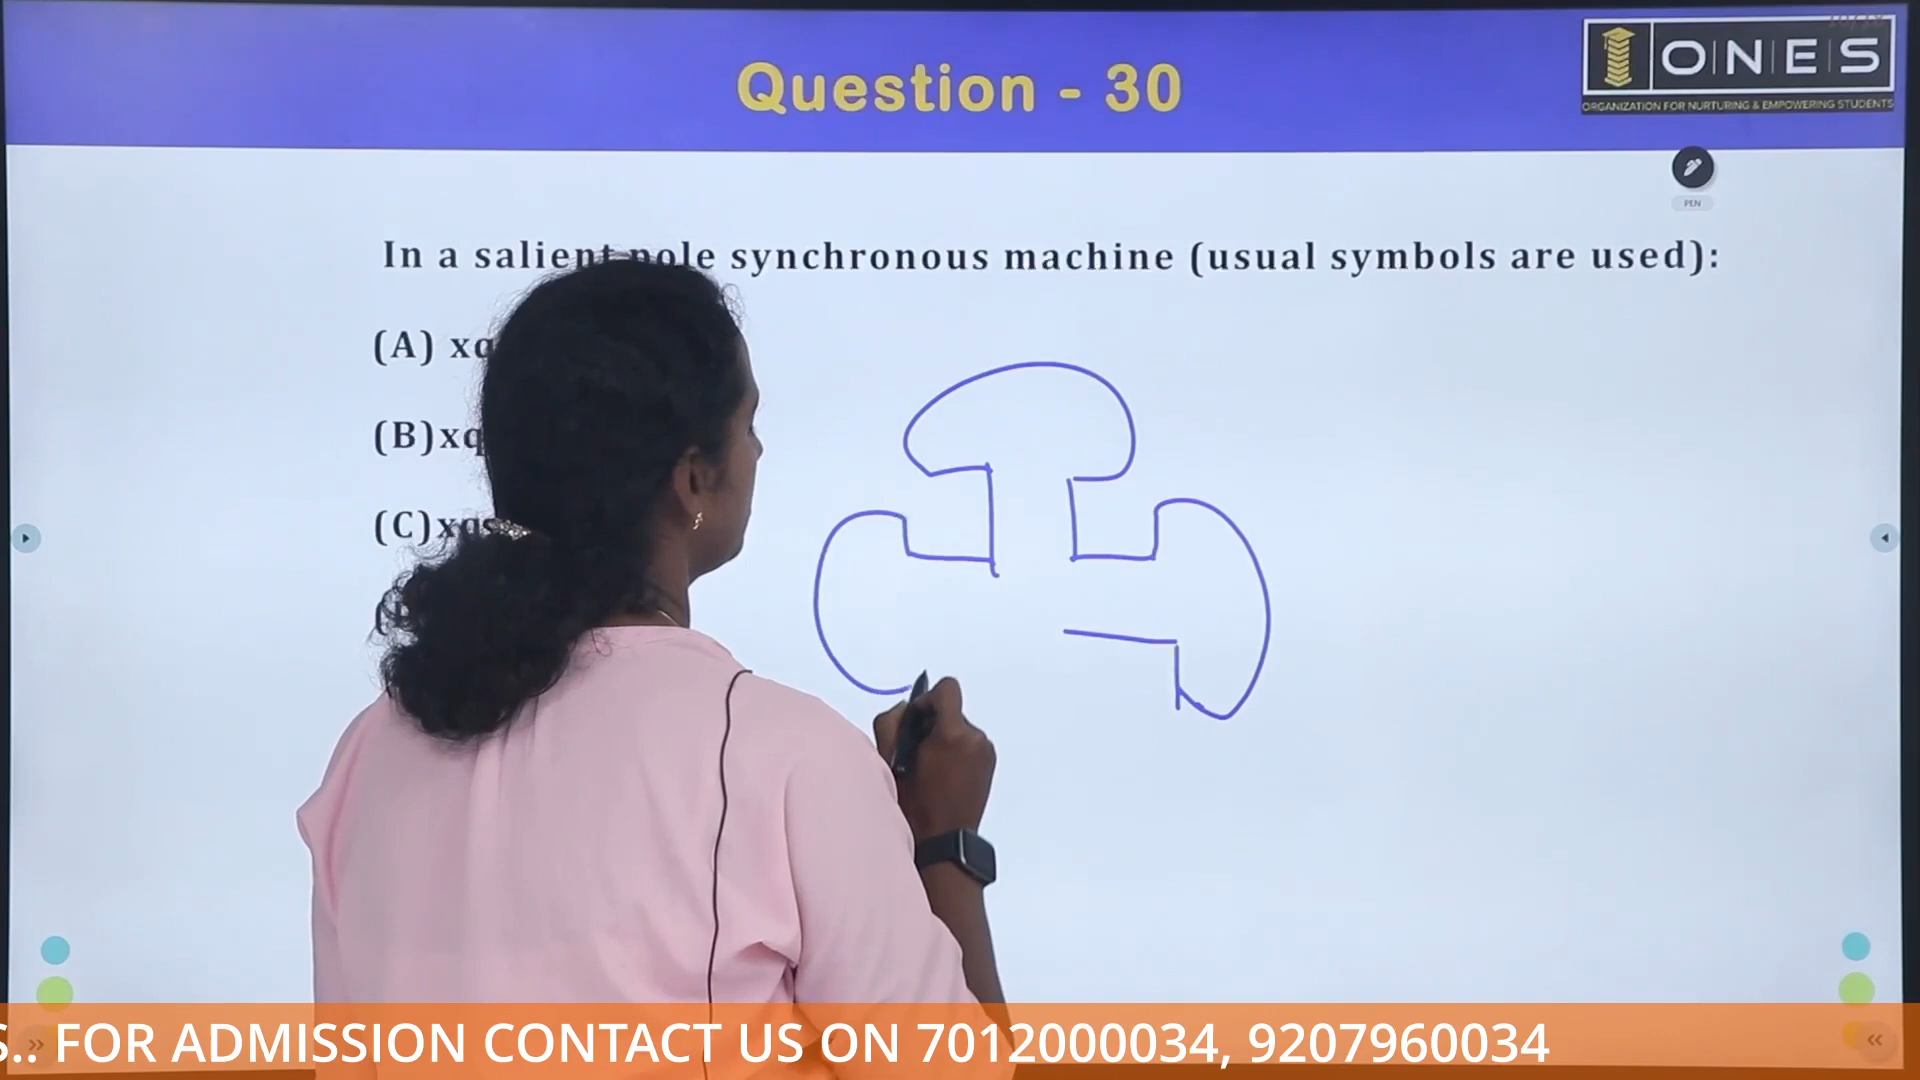 Question - 30
ONES
ORGANIZATION FOR NURTURING & EMPOWERING STUDENTS
PEN
In a salient pole synchronous machine (usual symbols are used):
(A) xq
(B)xq
(C)xqs
FOR ADMISSION CONTACT US ON 7012000034, 9207960034